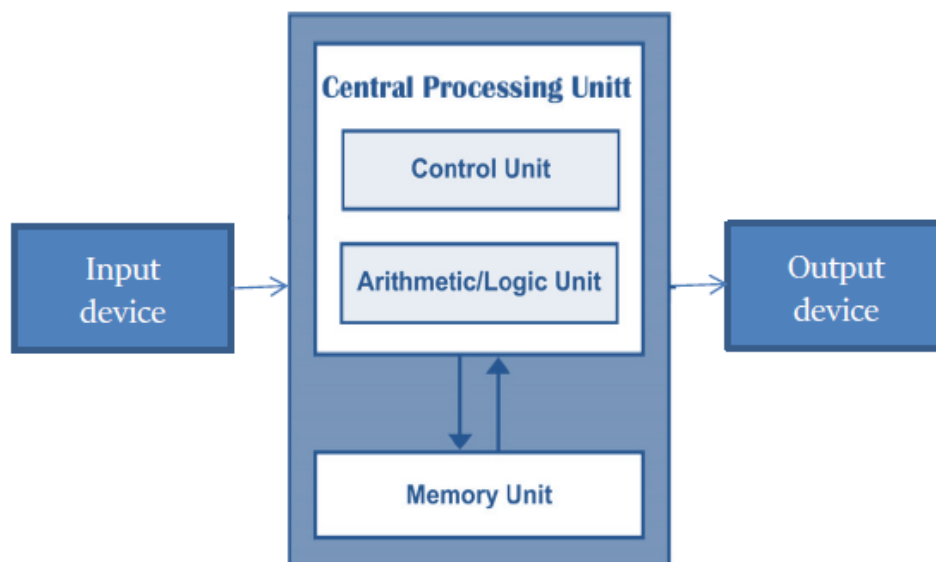 Central Processing Unitt
Control Unit
Input
device
Arithmetic/Logic Unit
Output
device
Memory Unit